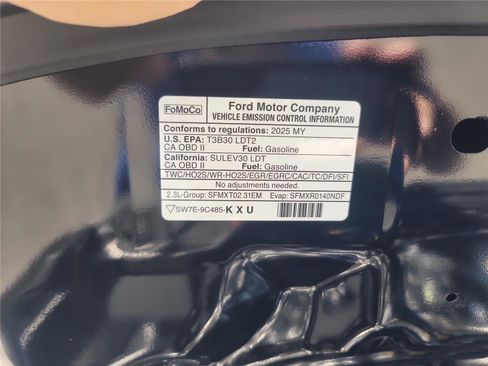 FoMoCo
Ford Motor Company
VEHICLE EMISSION CONTROL INFORMATION
Conforms to regulations: 2025 MY
U.S. EPA: T3B30 LDT2
CA OBD II Fuel: Gasoline
California: SULEV30 LDT
CA OBD II Fuel: Gasoline
TWC/HO2S/WR-HO2S/EGR/EGRC/CAC/TC/DFI/SFI
No adjustments needed.
2.3L-Group: SFMXT02.31EM Evap: SFMXR0140NDF
SW7E-9C485-KXU